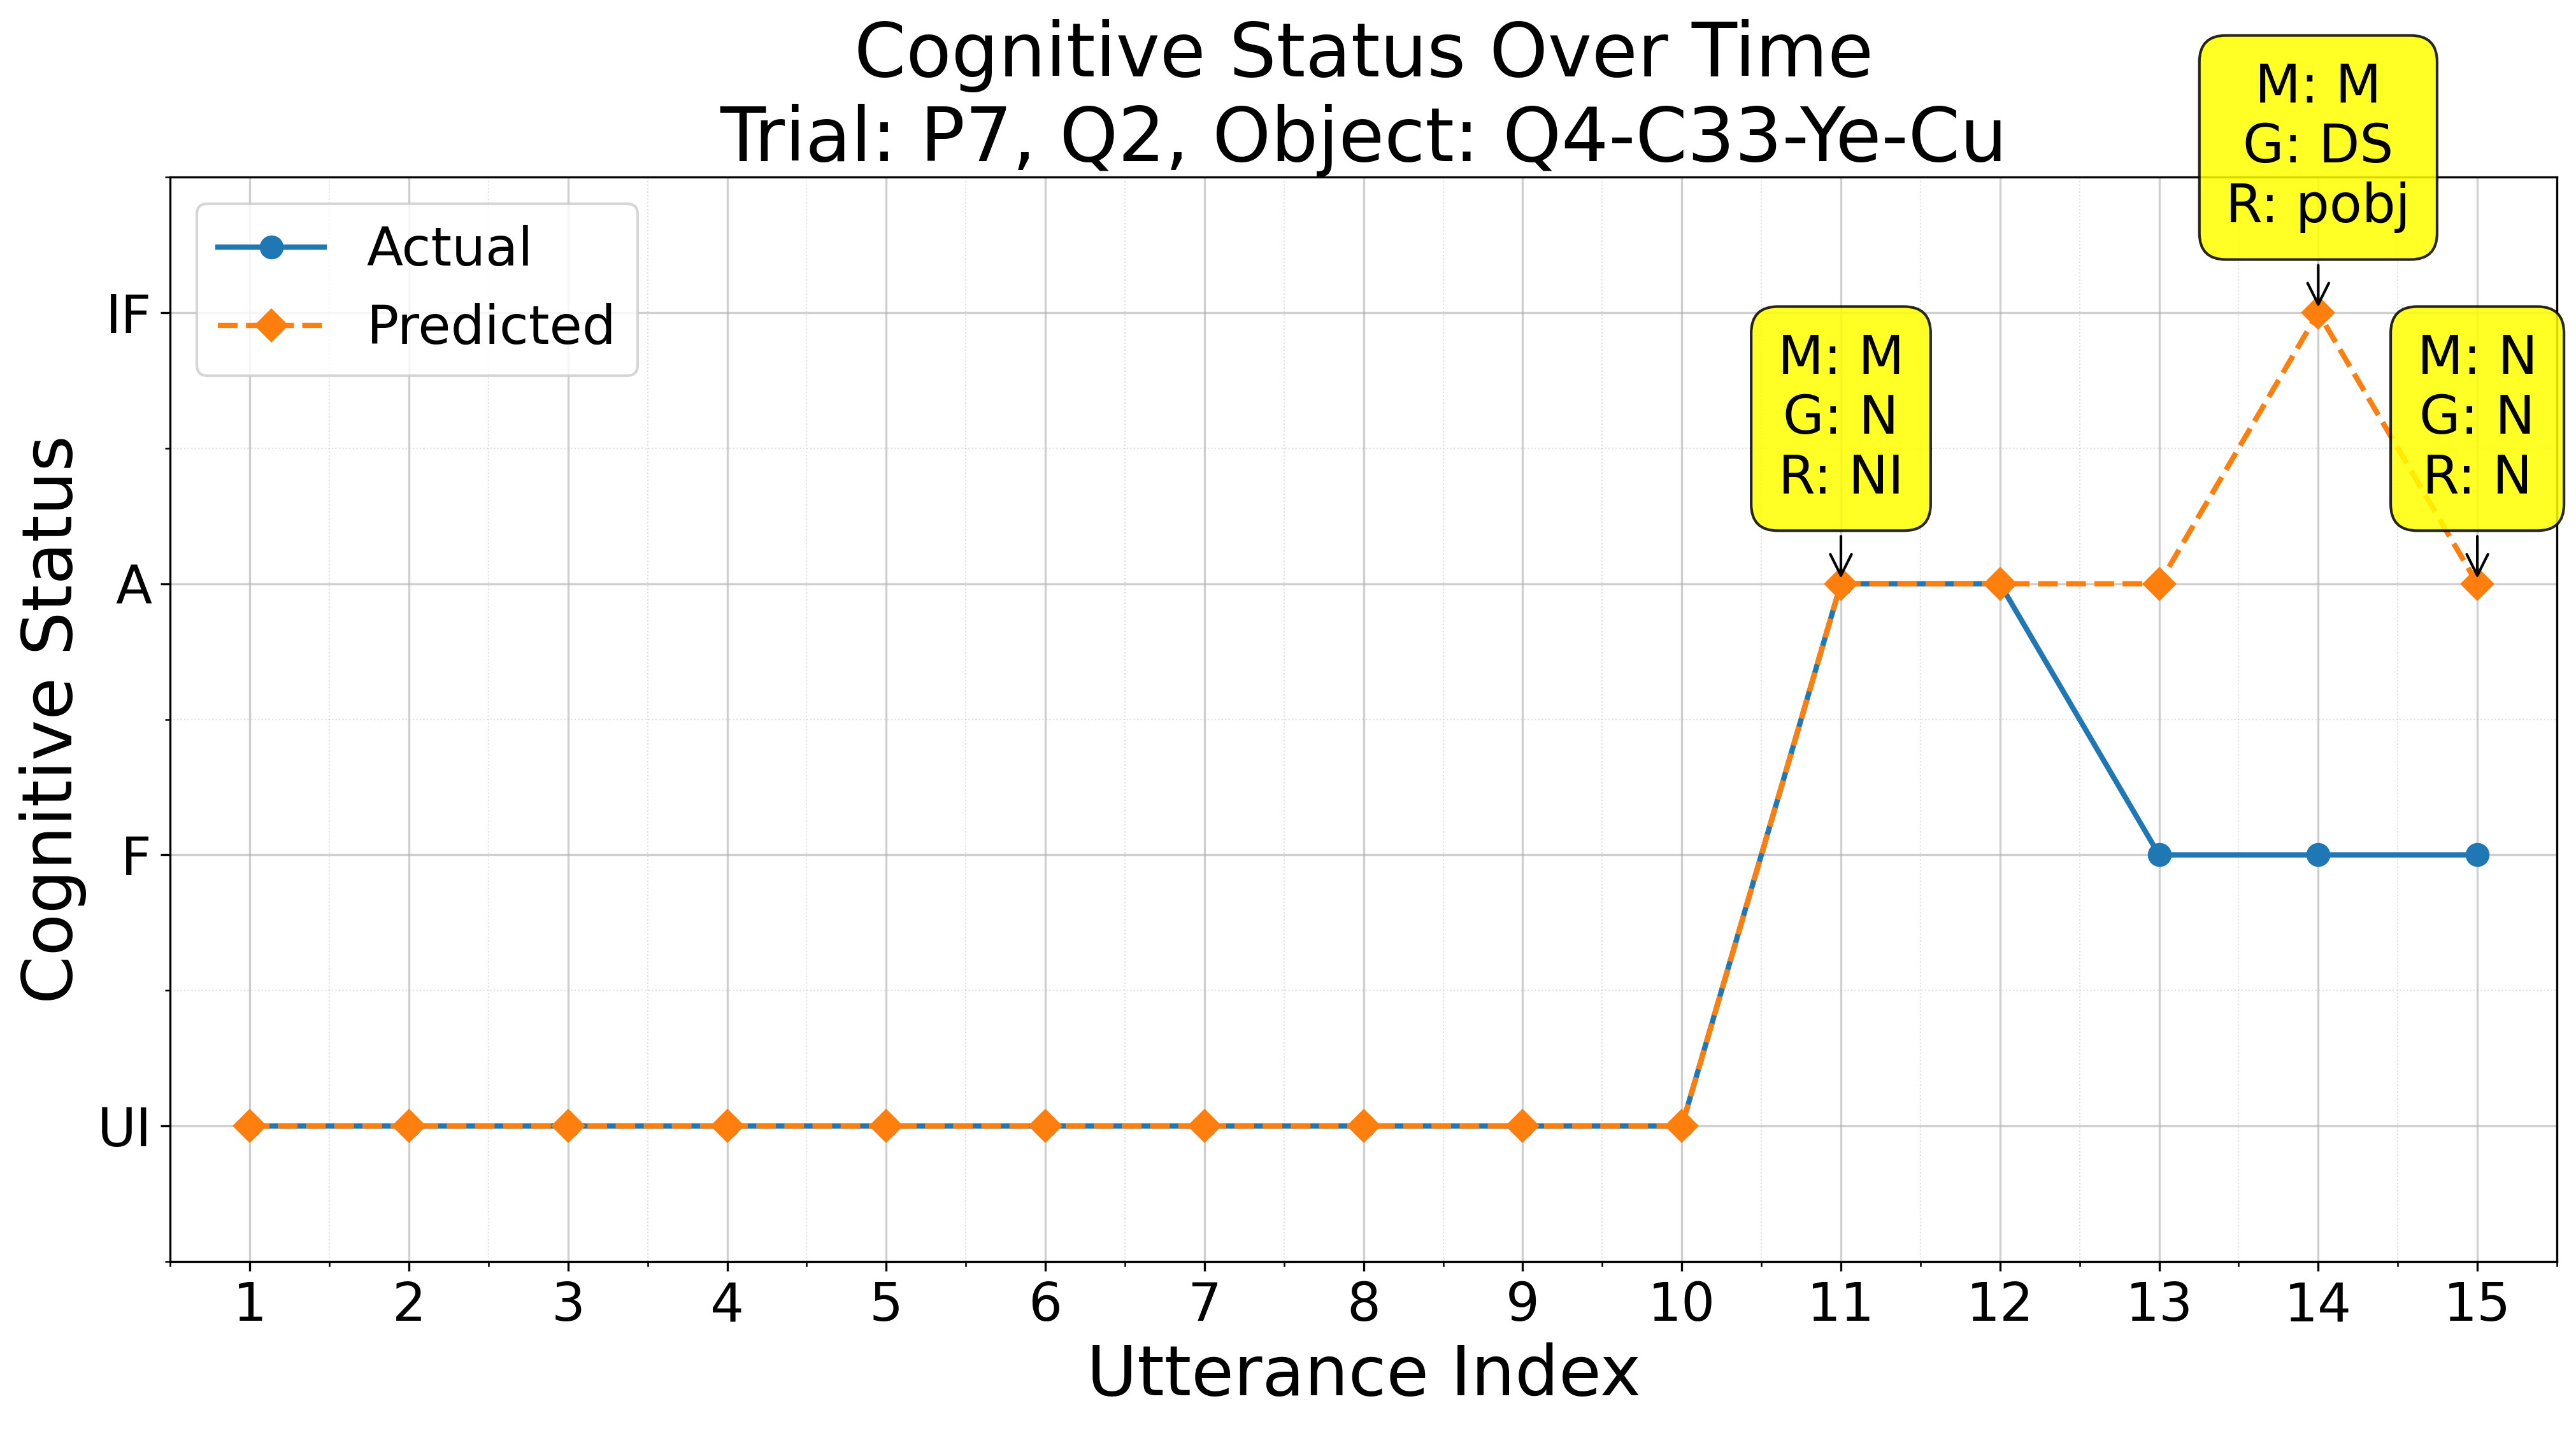 Cognitive Status Over Time
Trial: P7, Q2, Object: Q4-C33-Ye-Cu
M: M
G: DS
R: pobj
Actual
Predicted
M: M
G: N
R: NI
M: N
G: N
R: N
Cognitive Status
IF
A
F
UI
1 2 3 4 5 6 7 8 9 10 11 12 13 14 15
Utterance Index